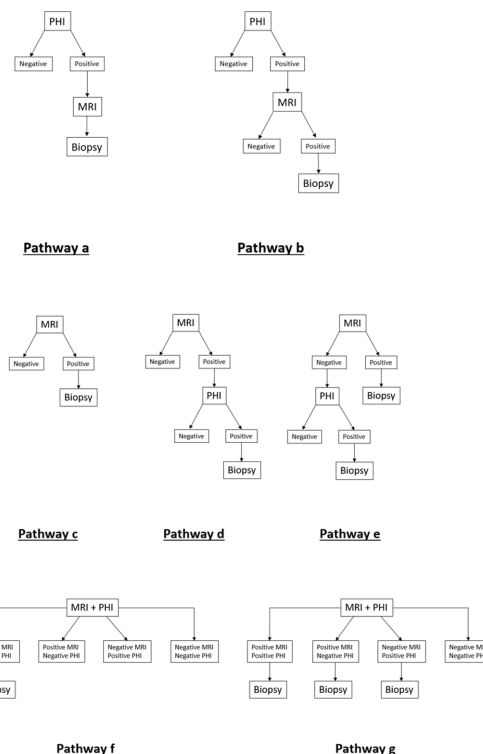 PHI
Negative
Positive
MRI
Biopsy
Pathway a
PHI
Negative
Positive
MRI
Negative
Positive
Biopsy
Pathway b
MRI
Negative
Positive
Biopsy
Pathway c
MRI
Negative
Positive
PHI
Negative
Positive
Biopsy
Pathway d
MRI
Negative
Positive
PHI
Biopsy
Negative
Positive
Biopsy
Pathway e
MRI + PHI
MRI
PHI
Positive MRI
Negative PHI
Negative MRI
Positive PHI
Negative MRI
Negative PHI
Pathway f
MRI + PHI
Positive MRI
Positive PHI
Positive MRI
Negative PHI
Negative MRI
Positive PHI
Biopsy
Biopsy
Biopsy
Pathway g